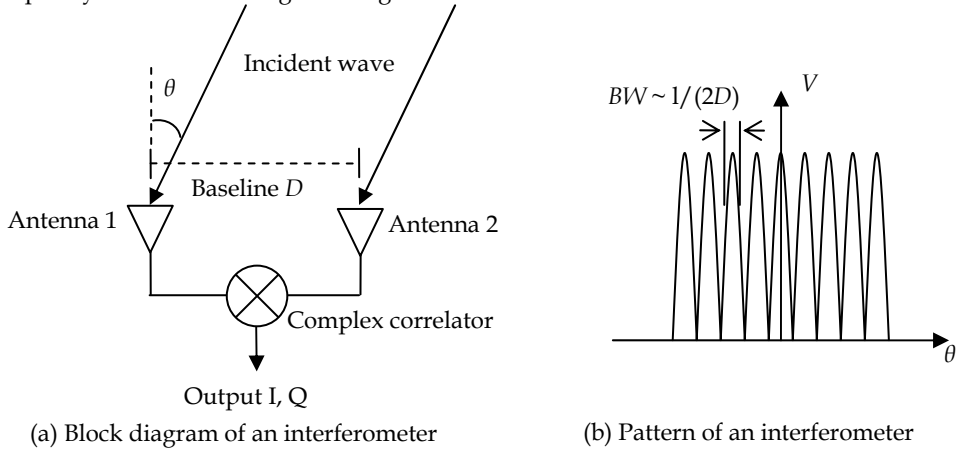 Incident wave
θ
Baseline D
Antenna 1
Antenna 2
Complex correlator
Output I, Q
(a) Block diagram of an interferometer
BW ~ 1/(2D)
V
θ
(b) Pattern of an interferometer